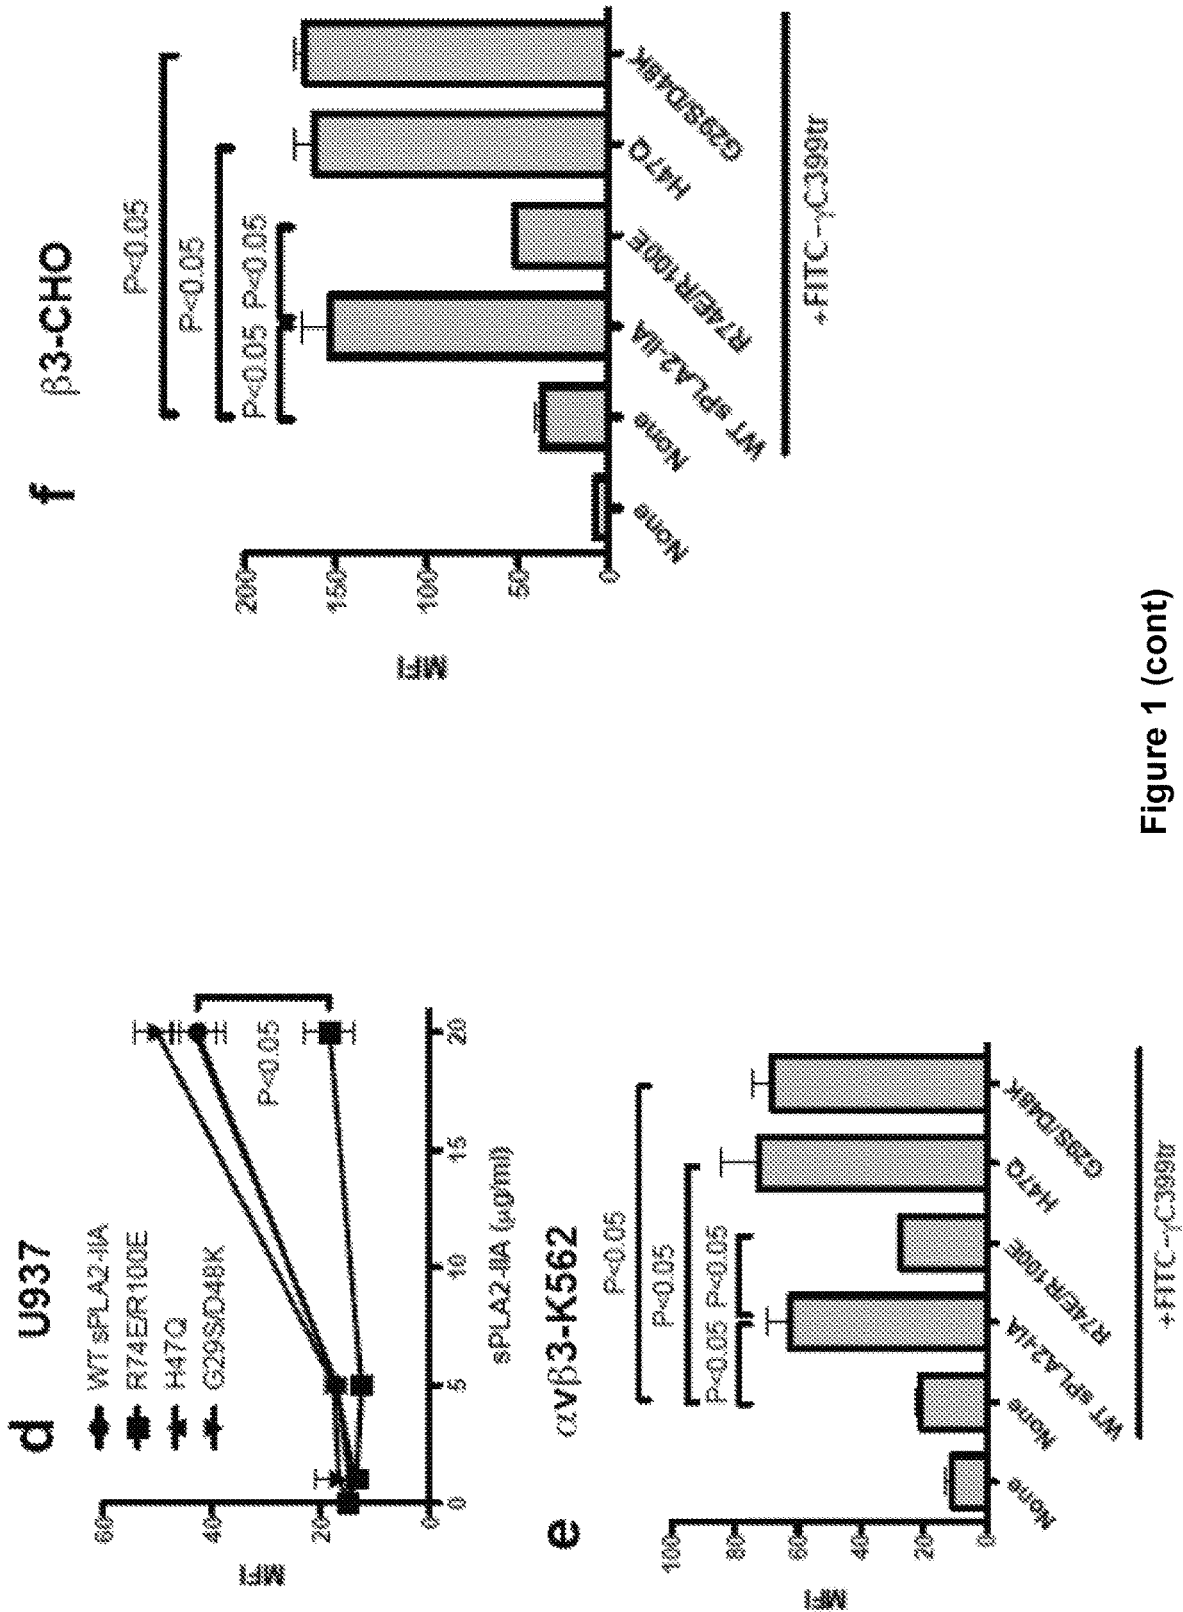 d U937
WT sPLA2-IIA
R74E/R100E
H47Q
G29S/D48K
MFI
60
40
20
0
P<0.05
0
5
10
15
20
sPLA2-IIA (μg/ml)
e αvβ3-K562
P<0.05
P<0.05
P<0.05 P<0.05
MFI
100
80
60
40
20
0
None
None
WT sPLA2-IIA
R74E/R100E
H47Q
G29S/D48K
+FITC-γC399tr
f β3-CHO
P<0.05
P<0.05
P<0.05 P<0.05
MFI
200
150
100
50
0
None
None
WT sPLA2-IIA
R74E/R100E
H47Q
G29S/D48K
+FITC-γC399tr
Figure 1 (cont)